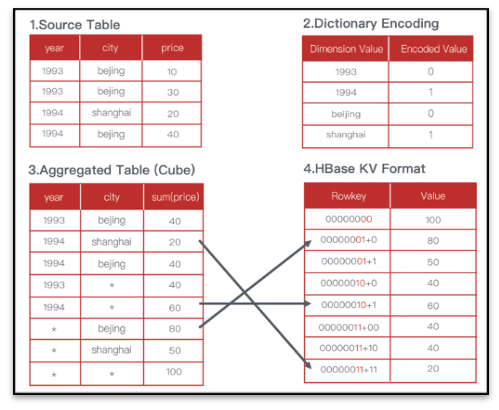 1.Source Table
year city price
1993 bejing 10
1993 bejing 30
1994 shanghai 20
1994 bejing 40
2.Dictionary Encoding
Dimension Value Encoded Value
1993 0
1994 1
beijing 0
shanghai 1
3.Aggregated Table (Cube)
year city sum(price)
1993 bejing 40
1994 shanghai 20
1994 bejing 40
1993 * 40
1994 * 60
* bejing 80
* shanghai 50
* * 100
4.HBase KV Format
Rowkey Value
00000000 100
00000001+0 80
00000001+1 50
00000010+0 40
00000010+1 60
00000011+00 40
00000011+10 40
00000011+11 20